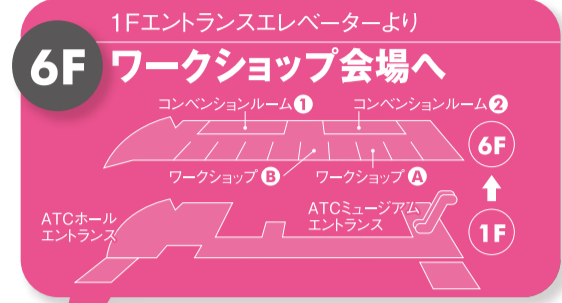 1Fエントランスエレベーターより
6F ワークショップ会場へ
コンベンションルーム❶ コンベンションルーム❷
6F
ワークショップ Ⓑ ワークショップ Ⓐ
ATCホール
エントランス
ATCミュージアム
エントランス
1F